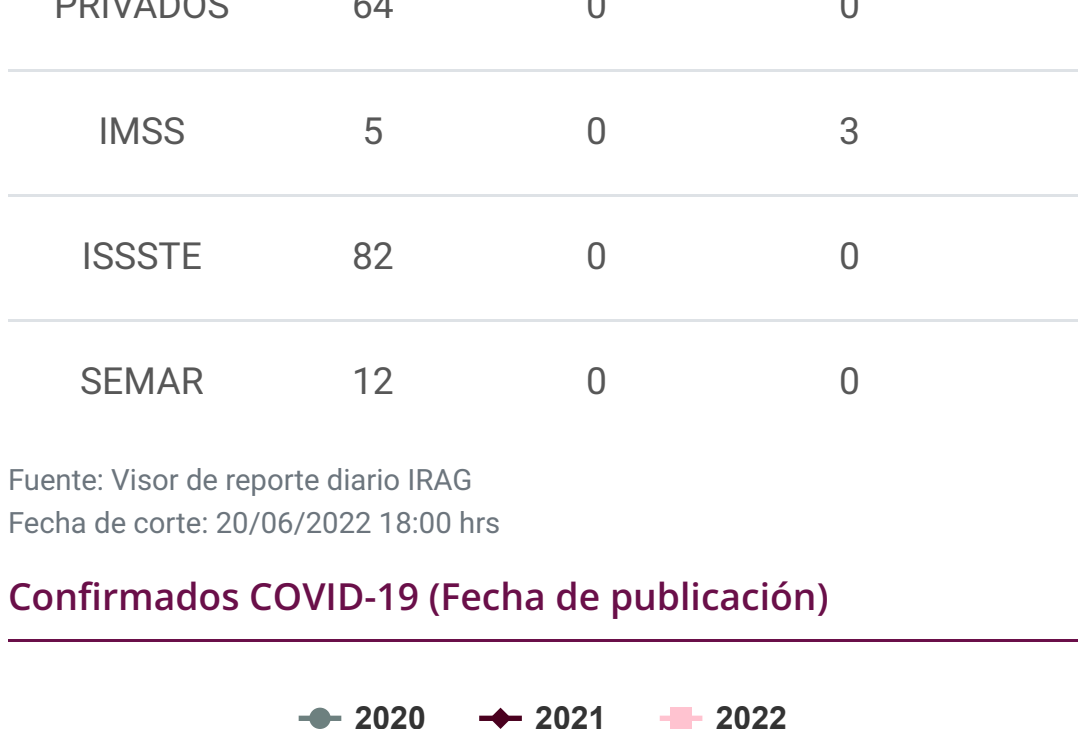 PRIVADOS 64 0 0
IMSS 5 0 3
ISSSTE 82 0 0
SEMAR 12 0 0
Fuente: Visor de reporte diario IRAG
Fecha de corte: 20/06/2022 18:00 hrs
Confirmados COVID-19 (Fecha de publicación)
2020 2021 2022